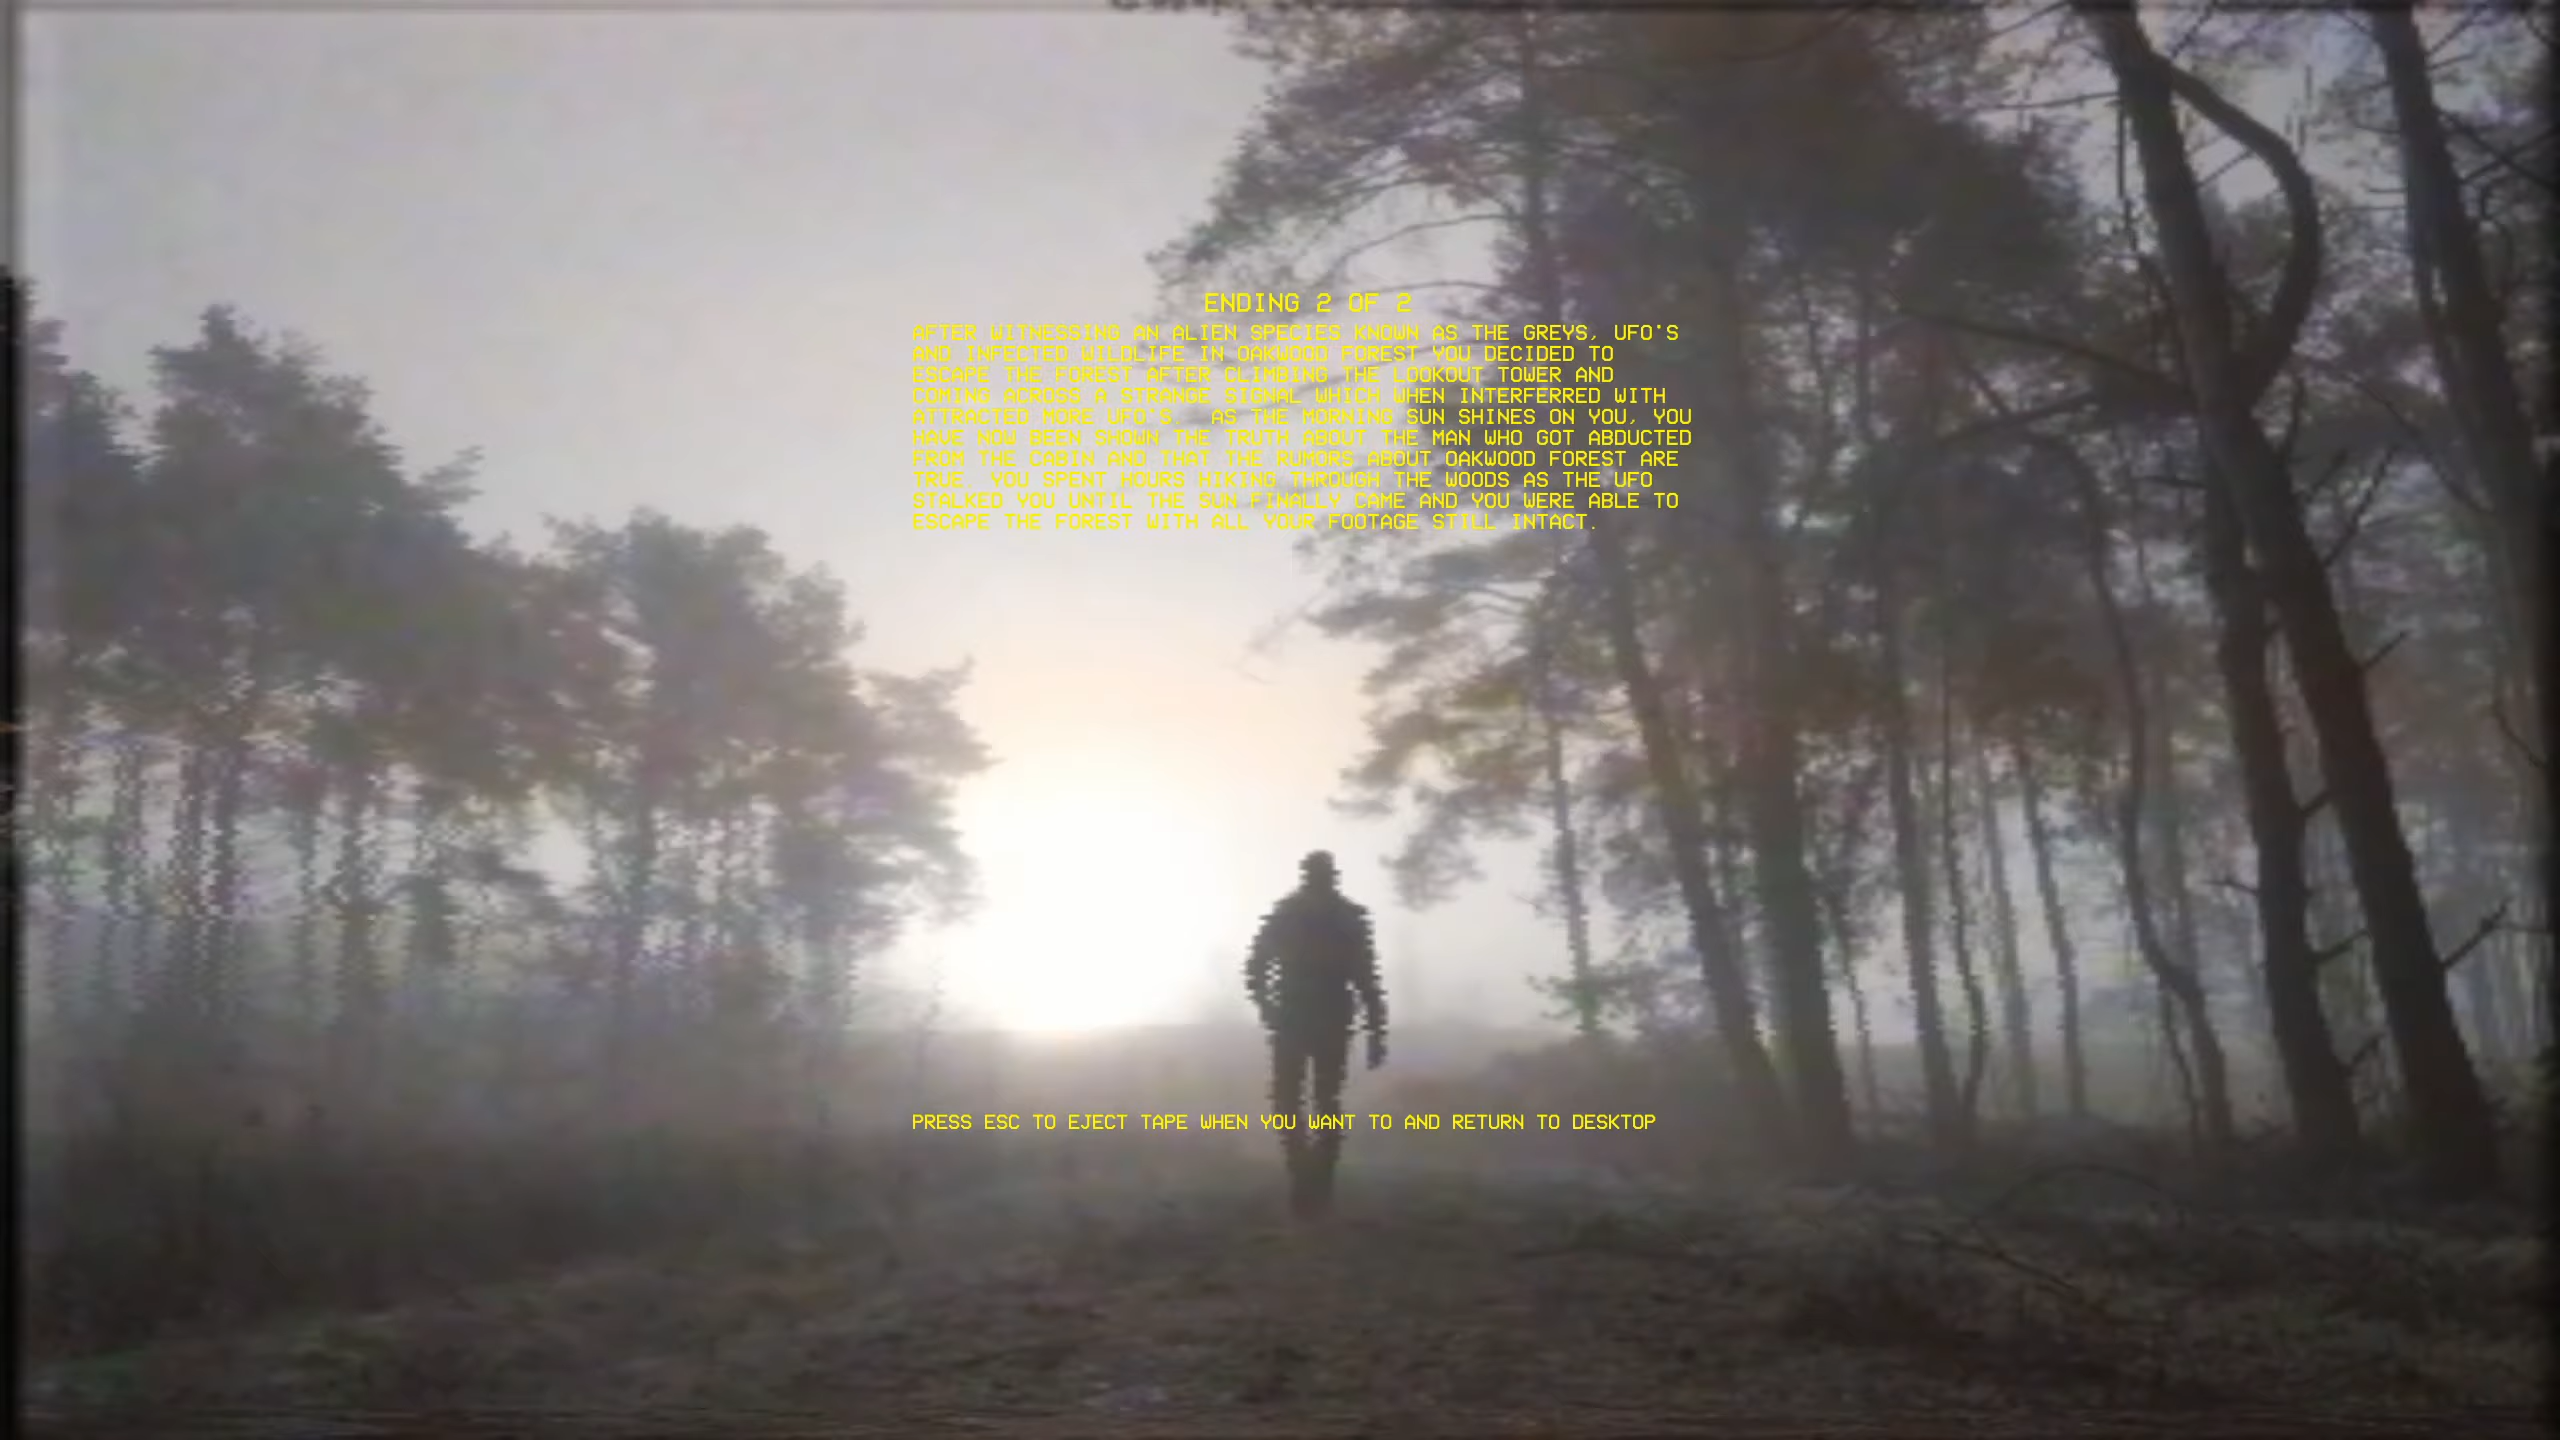 ENDING 2 OF 2
AFTER WITNESSING AN ALIEN SPECIES KNOWN AS THE GREYS, UFO'S
AND INFECTED WILDLIFE IN OAKWOOD FOREST YOU DECIDED TO
ESCAPE THE FOREST AFTER CLIMBING THE LOOKOUT TOWER AND
COMING ACROSS A STRANGE SIGNAL WHICH WHEN INTERFERRED WITH
ATTRACTED MORE UFO'S.  AS THE MORNING SUN SHINES ON YOU, YOU
HAVE NOW BEEN SHOWN THE TRUTH ABOUT THE MAN WHO GOT ABDUCTED
FROM THE CABIN AND THAT THE RUMORS ABOUT OAKWOOD FOREST ARE
TRUE. YOU SPENT HOURS HIKING THROUGH THE WOODS AS THE UFO
STALKED YOU UNTIL THE SUN FINALLY CAME AND YOU WERE ABLE TO
ESCAPE THE FOREST WITH ALL YOUR FOOTAGE STILL INTACT.
PRESS ESC TO EJECT TAPE WHEN YOU WANT TO AND RETURN TO DESKTOP